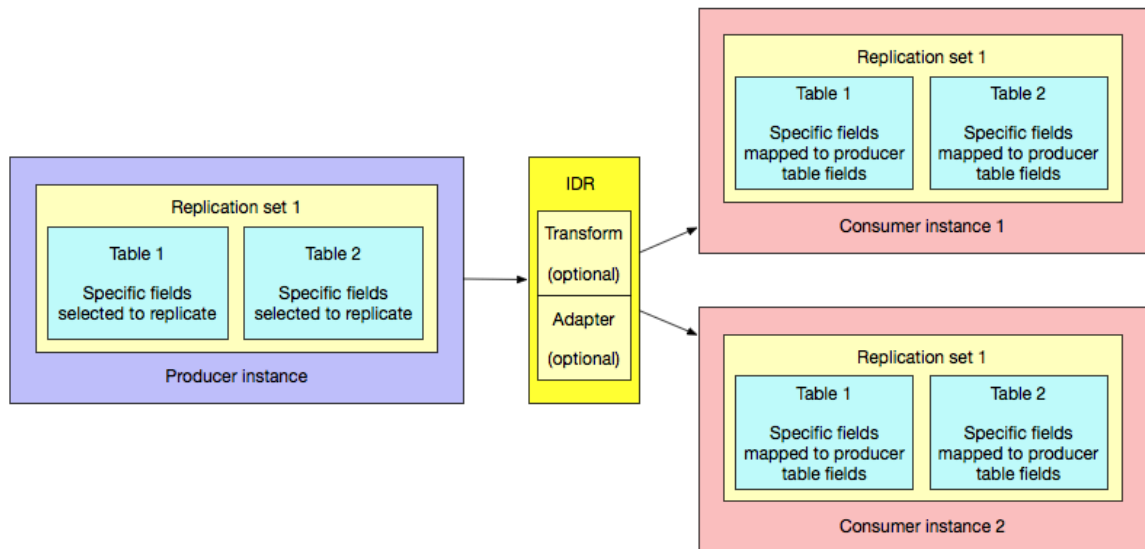 Replication set 1
Table 1
Specific fields
selected to replicate
Table 2
Specific fields
selected to replicate
Producer instance
IDR
Transform
(optional)
Adapter
(optional)
Replication set 1
Table 1
Specific fields
mapped to producer
table fields
Table 2
Specific fields
mapped to producer
table fields
Consumer instance 1
Replication set 1
Table 1
Specific fields
mapped to producer
table fields
Table 2
Specific fields
mapped to producer
table fields
Consumer instance 2